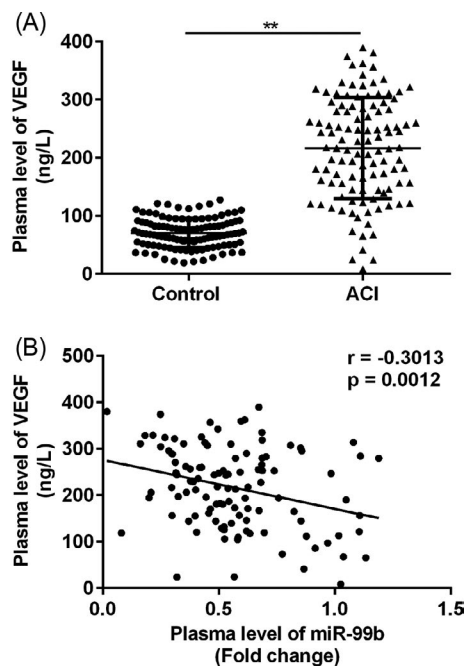 (A)
**
Plasma level of VEGF
(ng/L)
400
300
200
100
0
Control
ACI
(B)
r = -0.3013
p = 0.0012
Plasma level of VEGF
(ng/L)
500
400
300
200
100
0
0.0
0.5
1.0
1.5
Plasma level of miR-99b
(Fold change)